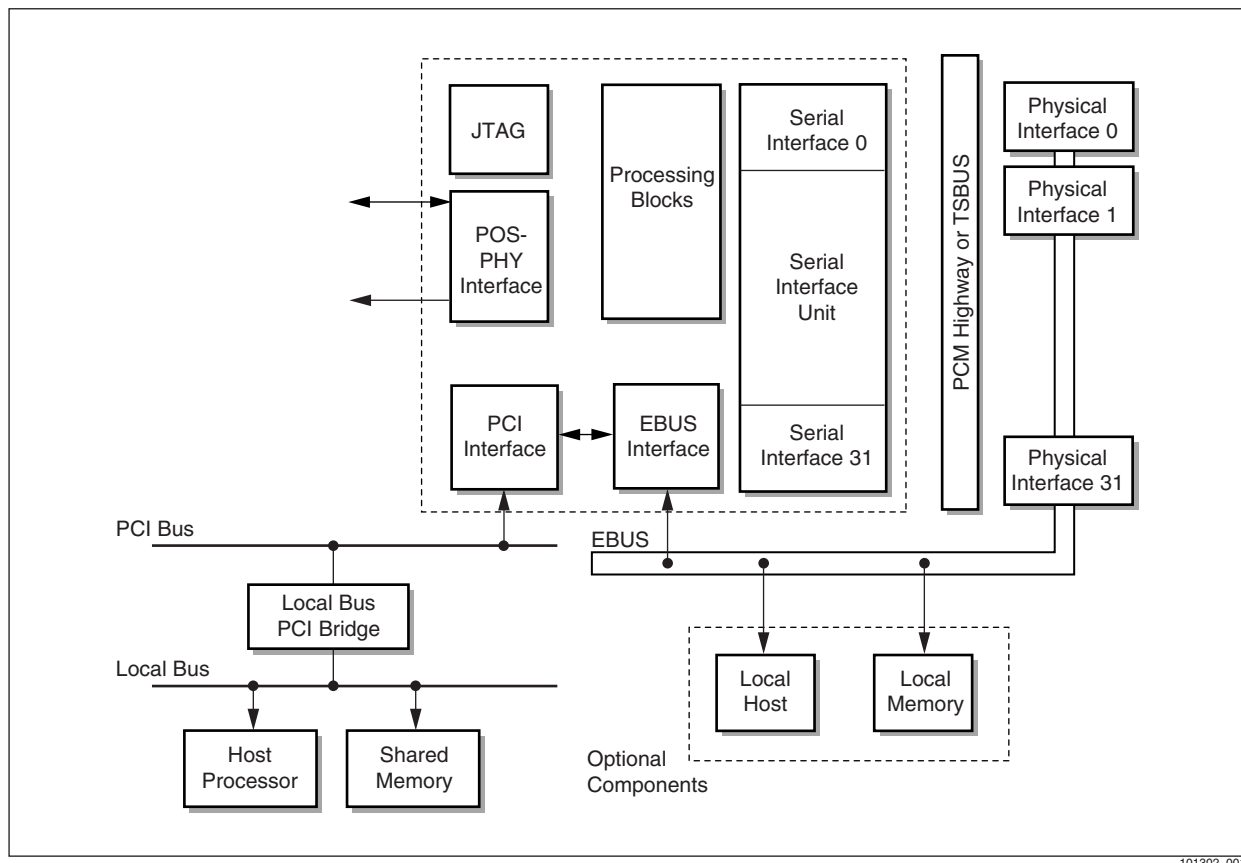 JTAG
POS-
PHY
Interface
Processing
Blocks
Serial
Interface 0
Serial
Interface
Unit
Serial
Interface 31
PCM Highway or TSBUS
Physical
Interface 0
Physical
Interface 1
Physical
Interface 31
PCI
Interface
EBUS
Interface
PCI Bus
EBUS
Local Bus
PCI Bridge
Local Bus
Host
Processor
Shared
Memory
Local
Host
Local
Memory
Optional
Components